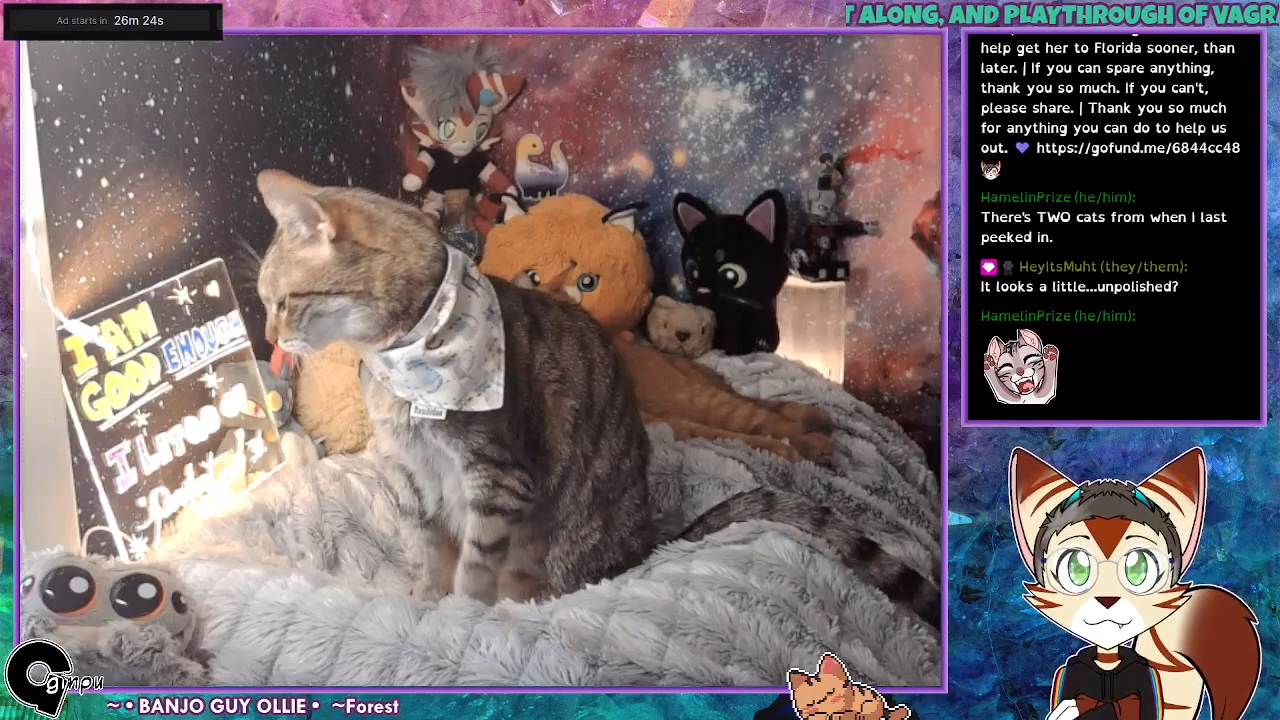 Ad starts in 26m 24s
T ALONG, AND PLAYTHROUGH OF VAGR
help get her to Florida sooner, than
later. | If you can spare anything,
thank you so much. If you can't,
please share. | Thank you so much
for anything you can do to help us
out. 💜 https://gofund.me/6844cc48
HamelinPrize (he/him):
There's TWO cats from when I last
peeked in.
HeyItsMuht (they/them):
It looks a little...unpolished?
HamelinPrize (he/him):
I AM
GOOD ENOUGH
ginpu
~ • BANJO GUY OLLIE • ~Forest